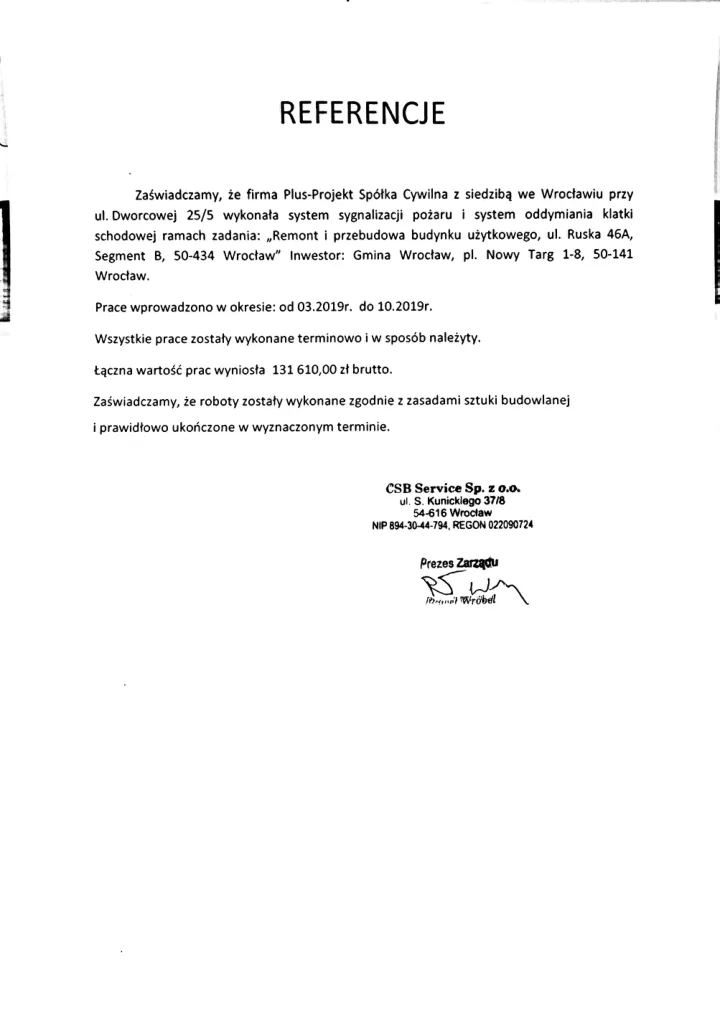 REFERENCJE
Zaświadczamy, że firma Plus-Projekt Spółka Cywilna z siedzibą we Wrocławiu przy
ul. Dworcowej 25/5 wykonała system sygnalizacji pożaru i system oddymiania klatki
schodowej ramach zadania: „Remont i przebudowa budynku użytkowego, ul. Ruska 46A,
Segment B, 50-434 Wrocław” Inwestor: Gmina Wrocław, pl. Nowy Targ 1-8, 50-141
Wrocław.
Prace wprowadzono w okresie: od 03.2019r. do 10.2019r.
Wszystkie prace zostały wykonane terminowo i w sposób należyty.
Łączna wartość prac wyniosła 131 610,00 zł brutto.
Zaświadczamy, że roboty zostały wykonane zgodnie z zasadami sztuki budowlanej
i prawidłowo ukończone w wyznaczonym terminie.
CSB Service Sp. z o.o.
ul. S. Kunickiego 37/8
54-616 Wrocław
NIP 894-30-44-794, REGON 022090724
Prezes Zarządu
Wróbel